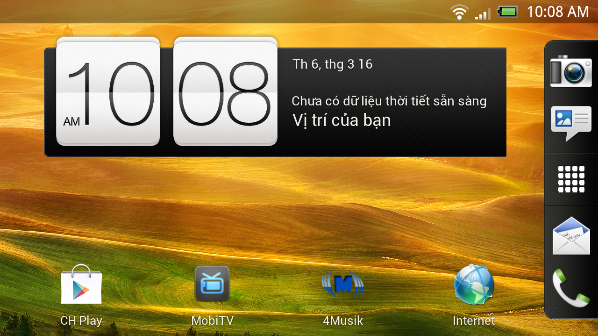 10:08 AM
AM 10 08
Th 6, thg 3 16
Chưa có dữ liệu thời tiết sẵn sàng
Vị trí của bạn
CH Play
MobiTV
4Musik
Internet